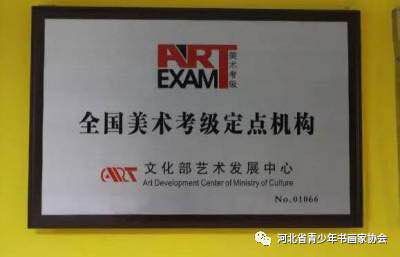 ART
美术考级
EXAM
全国美术考级定点机构
ART 文化部艺术发展中心
Art Development Center of Ministry of Culture
No.01066
河北省青少年书画家协会